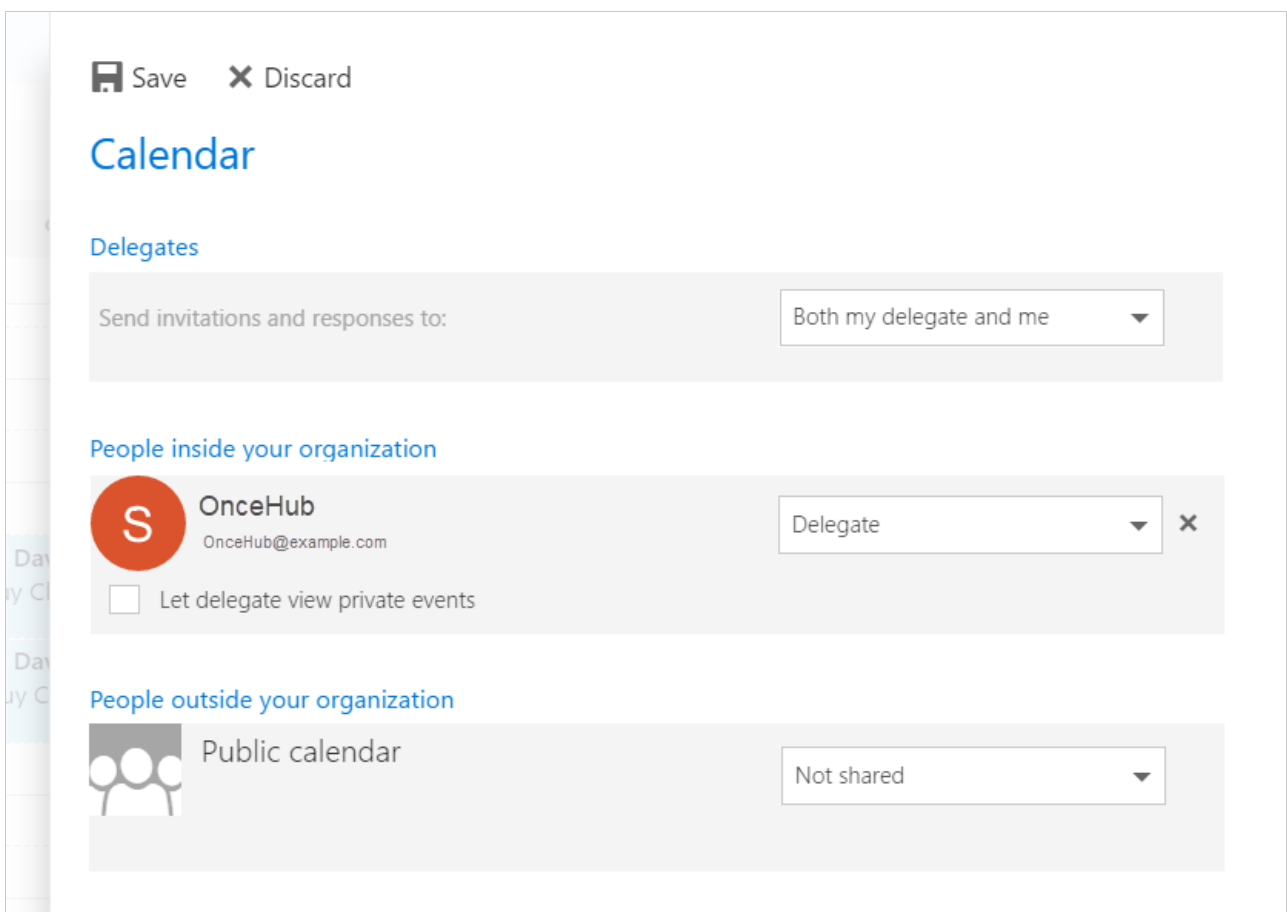 Save Discard
Calendar
Delegates
Send invitations and responses to: Both my delegate and me
People inside your organization
S OnceHub Delegate
OnceHub@example.com
Let delegate view private events
People outside your organization
Public calendar
Not shared